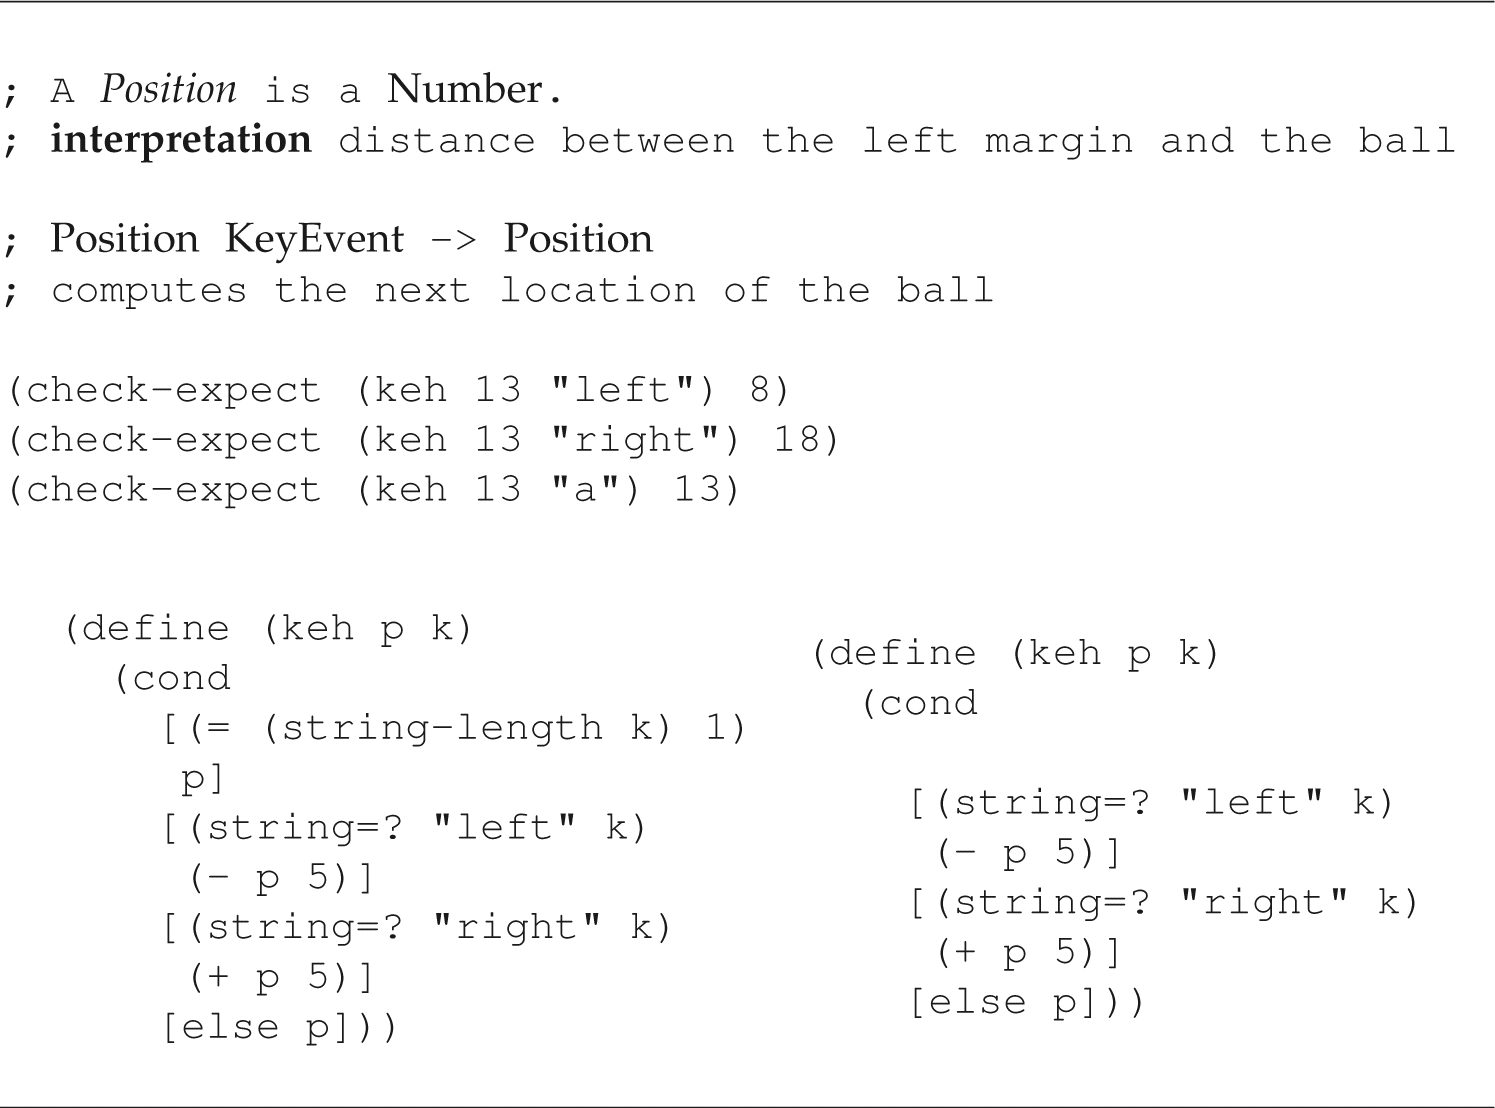 ; A Position is a Number.
; interpretation distance between the left margin and the ball
; Position KeyEvent -> Position
; computes the next location of the ball
(check-expect (keh 13 "left") 8)
(check-expect (keh 13 "right") 18)
(check-expect (keh 13 "a") 13)
(define (keh p k)
(cond
[(= (string-length k) 1)
p]
[(string=? "left" k)
(- p 5)]
[(string=? "right" k)
(+ p 5)]
[else p]))
(define (keh p k)
(cond
[(string=? "left" k)
(- p 5)]
[(string=? "right" k)
(+ p 5)]
[else p]))